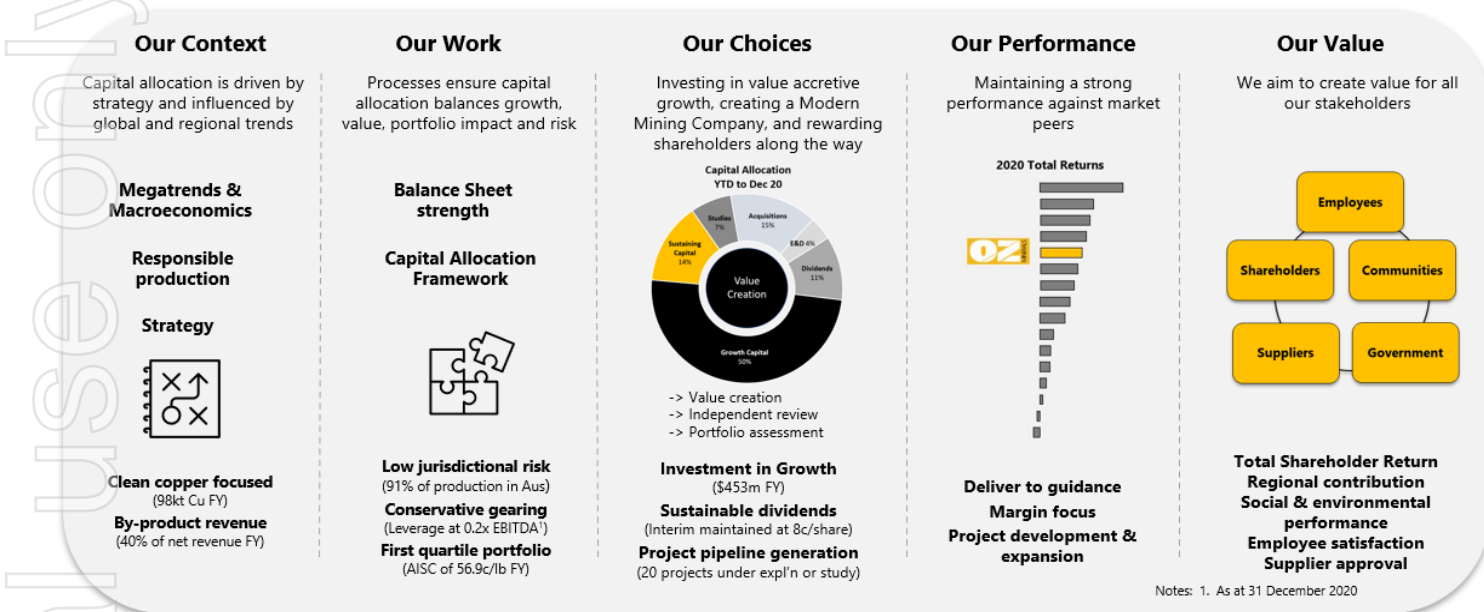 Our Context
Capital allocation is driven by
strategy and influenced by
global and regional trends
Megatrends &
Macroeconomics
Responsible
production
Strategy
Clean copper focused
(98kt Cu FY)
By-product revenue
(40% of net revenue FY)
Our Work
Processes ensure capital
allocation balances growth,
value, portfolio impact and risk
Balance Sheet
strength
Capital Allocation
Framework
Low jurisdictional risk
(91% of production in Aus)
Conservative gearing
(Leverage at 0.2x EBITDA¹)
First quartile portfolio
(AISC of 56.9c/lb FY)
Our Choices
Investing in value accretive
growth, creating a Modern
Mining Company, and rewarding
shareholders along the way
Capital Allocation
YTD to Dec 20
Studies
7%
Acquisitions
15%
E&D 4%
Sustaining
Capital
14%
Dividends
11%
Value
Creation
Growth Capital
50%
-> Value creation
-> Independent review
-> Portfolio assessment
Investment in Growth
($453m FY)
Sustainable dividends
(Interim maintained at 8c/share)
Project pipeline generation
(20 projects under expl'n or study)
Our Performance
Maintaining a strong
performance against market
peers
2020 Total Returns
OZ
Deliver to guidance
Margin focus
Project development &
expansion
Our Value
We aim to create value for all
our stakeholders
Employees
Shareholders
Communities
Suppliers
Government
Total Shareholder Return
Regional contribution
Social & environmental
performance
Employee satisfaction
Supplier approval
Notes: 1. As at 31 December 2020
use only